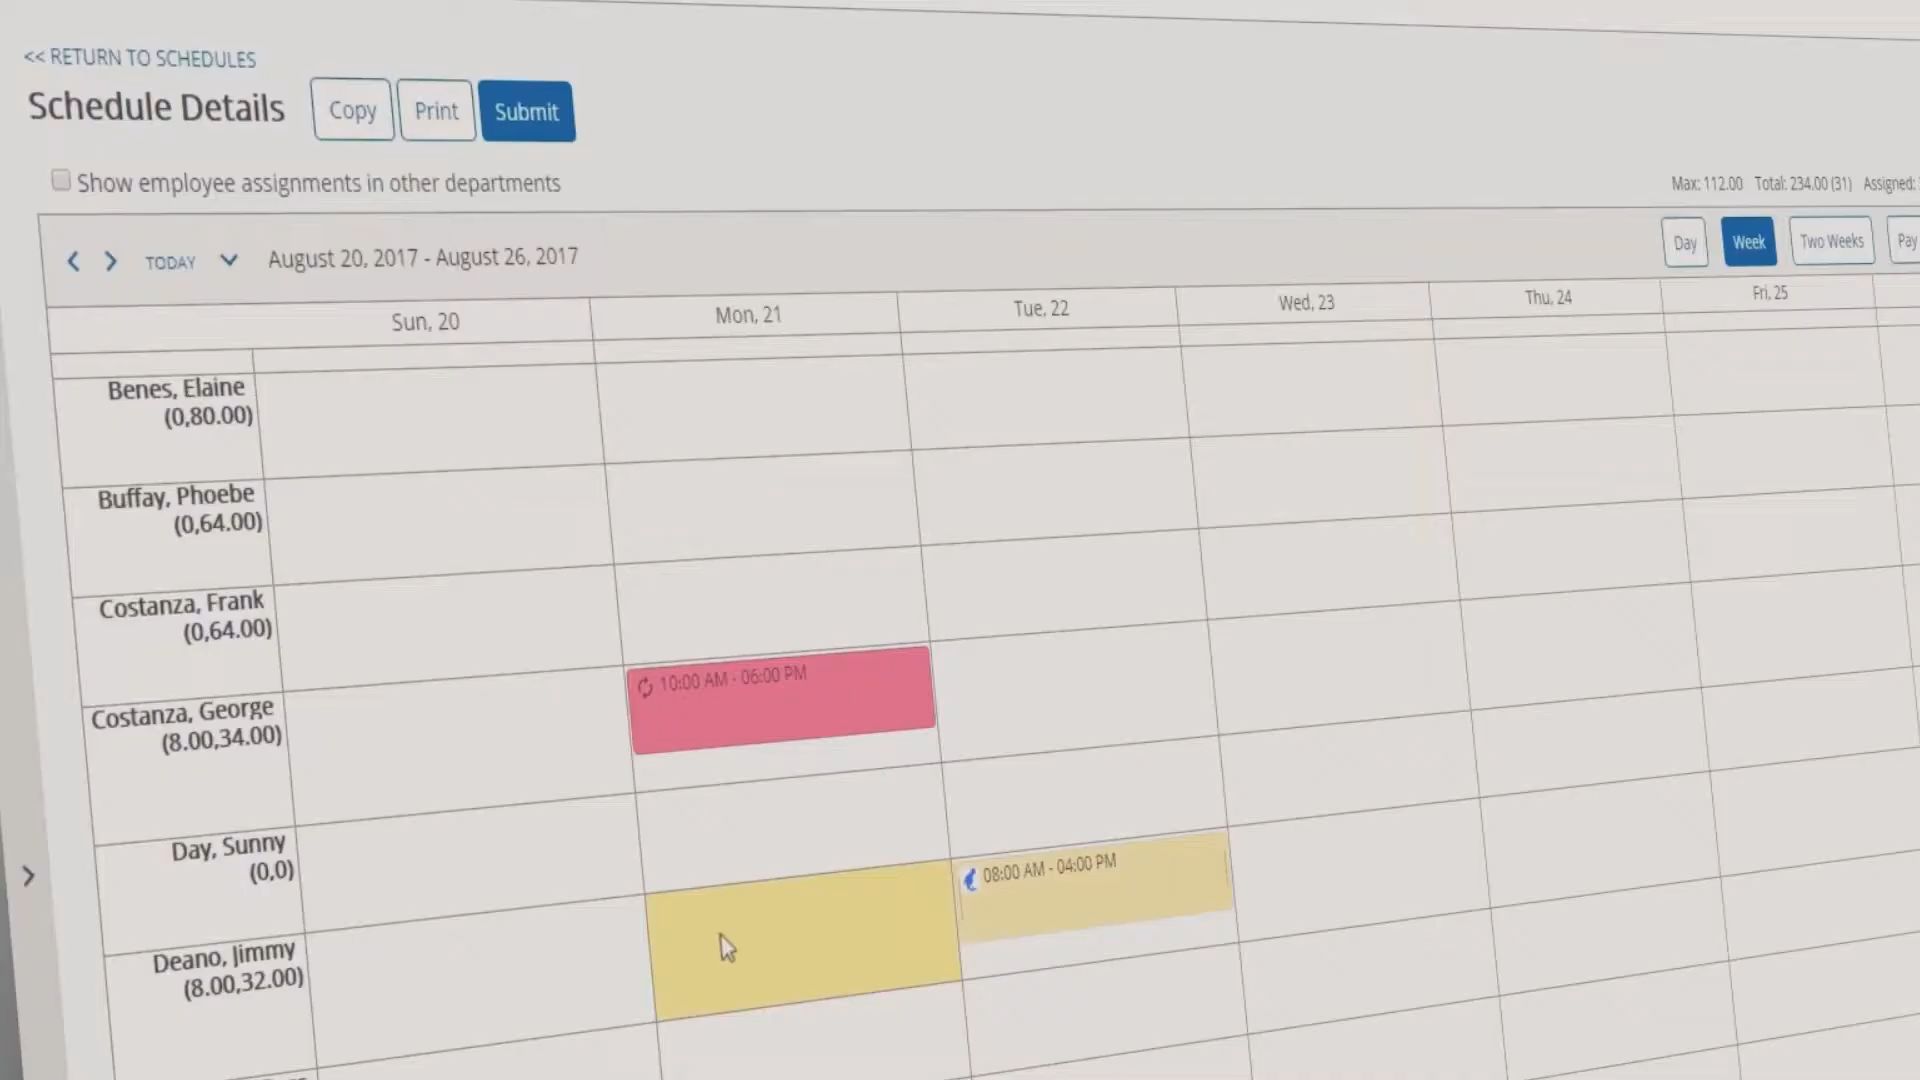 << RETURN TO SCHEDULES
Schedule Details
Copy
Print
Submit
Show employee assignments in other departments
Max: 112.00 Total: 234.00 (31) Assigned:
TODAY
August 20, 2017 - August 26, 2017
Day
Week
Two Weeks
Pay
Sun, 20
Mon, 21
Tue, 22
Wed, 23
Thu, 24
Fri, 25
Benes, Elaine
(0,80.00)
Buffay, Phoebe
(0,64.00)
Costanza, Frank
(0,64.00)
Costanza, George
(8.00,34.00)
10:00 AM - 06:00 PM
Day, Sunny
(0,0)
Deano, Jimmy
(8.00,32.00)
08:00 AM - 04:00 PM